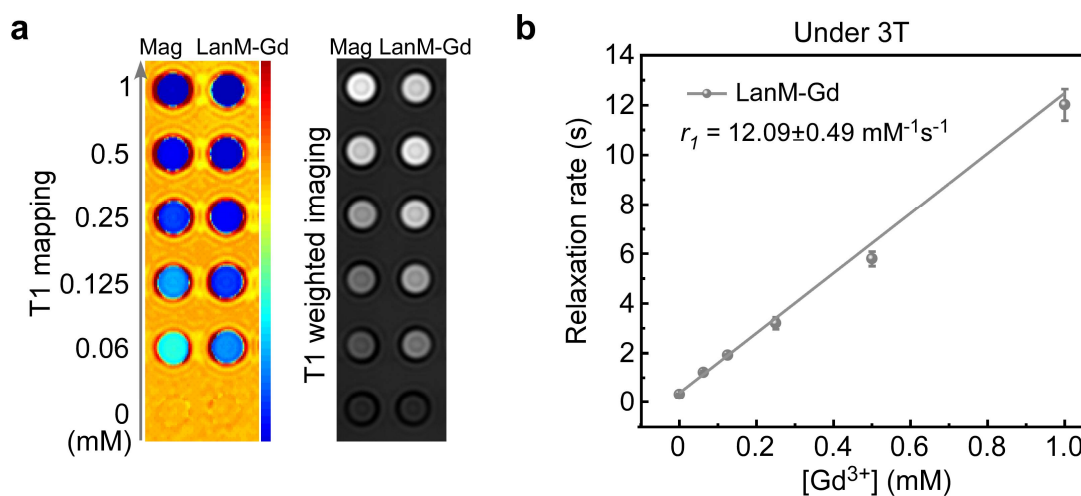 a
Mag LanM-Gd
Mag LanM-Gd
T1 mapping
1
0.5
0.25
0.125
0.06
0
(mM)
T1 weighted imaging
b
Under 3T
LanM-Gd
r₁ = 12.09±0.49 mM⁻¹s⁻¹
Relaxation rate (s)
14
12
10
8
6
4
2
0
0 0.2 0.4 0.6 0.8 1.0
[Gd³⁺] (mM)